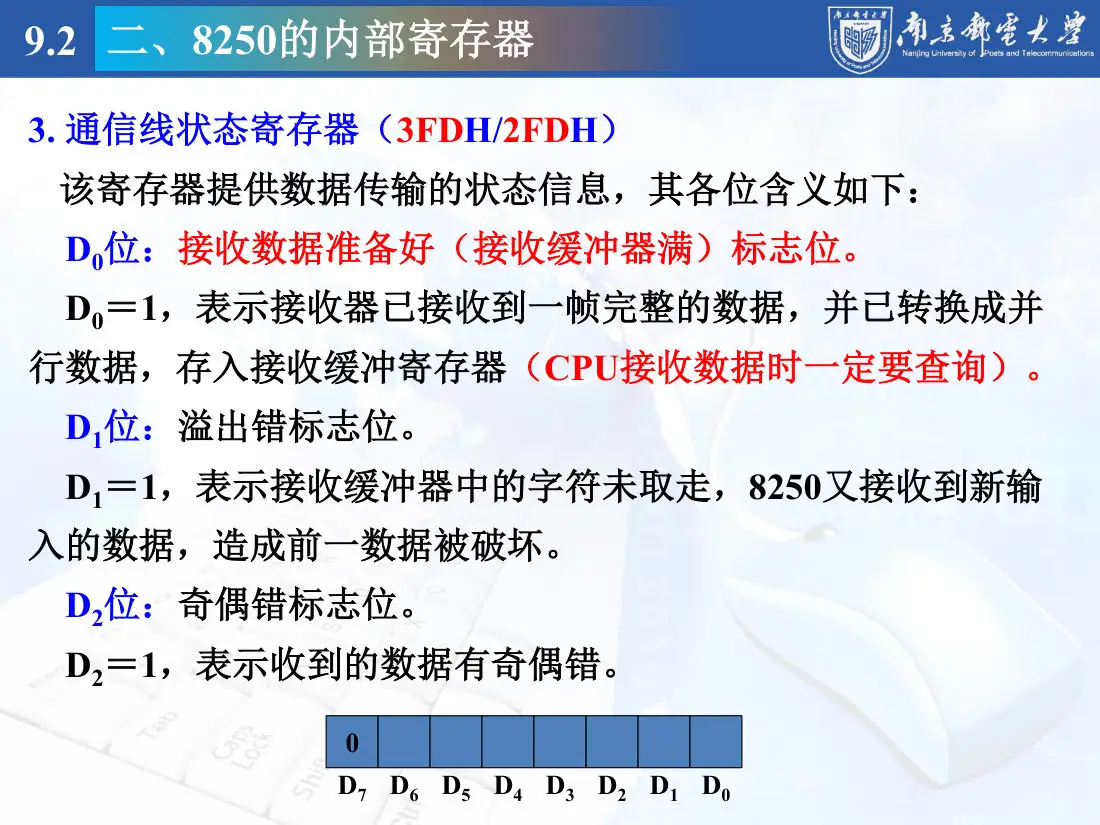 9.2 二、8250的内部寄存器
南京邮电大学
南京郵電大學
Nanjing University of Posts and Telecommunications
3. 通信线状态寄存器（3FDH/2FDH）
该寄存器提供数据传输的状态信息，其各位含义如下：
D0位：接收数据准备好（接收缓冲器满）标志位。
D0＝1，表示接收器已接收到一帧完整的数据，并已转换成并
行数据，存入接收缓冲寄存器（CPU接收数据时一定要查询）。
D1位：溢出错标志位。
D1＝1，表示接收缓冲器中的字符未取走，8250又接收到新输
入的数据，造成前一数据被破坏。
D2位：奇偶错标志位。
D2＝1，表示收到的数据有奇偶错。
0
D7 D6 D5 D4 D3 D2 D1 D0
Tab
Caps Lock
Shift